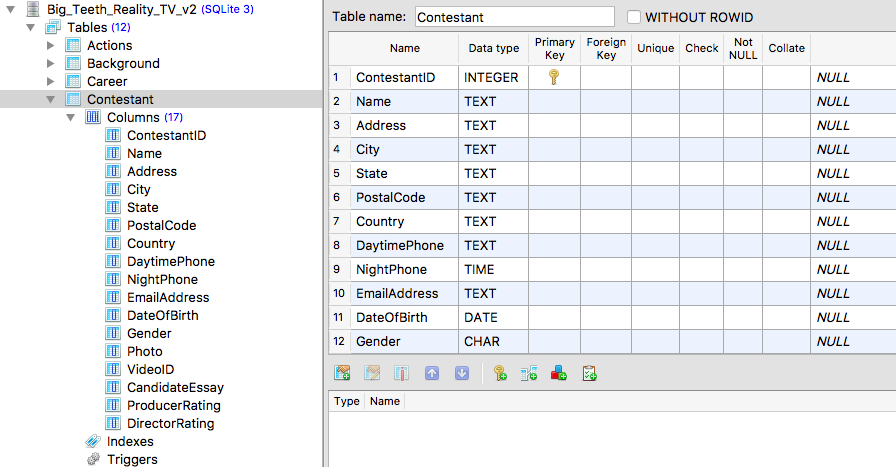 Big_Teeth_Reality_TV_v2 (SQLite 3)
Tables (12)
Actions
Background
Career
Contestant
Columns (17)
ContestantID
Name
Address
City
State
PostalCode
Country
DaytimePhone
NightPhone
EmailAddress
DateOfBirth
Gender
Photo
VideoID
CandidateEssay
ProducerRating
DirectorRating
Indexes
Triggers
Table name: Contestant WITHOUT ROWID
Name Data type Primary Key Foreign Key Unique Check Not NULL Collate
1 ContestantID INTEGER NULL
2 Name TEXT NULL
3 Address TEXT NULL
4 City TEXT NULL
5 State TEXT NULL
6 PostalCode TEXT NULL
7 Country TEXT NULL
8 DaytimePhone TEXT NULL
9 NightPhone TIME NULL
10 EmailAddress TEXT NULL
11 DateOfBirth DATE NULL
12 Gender CHAR NULL
Type Name